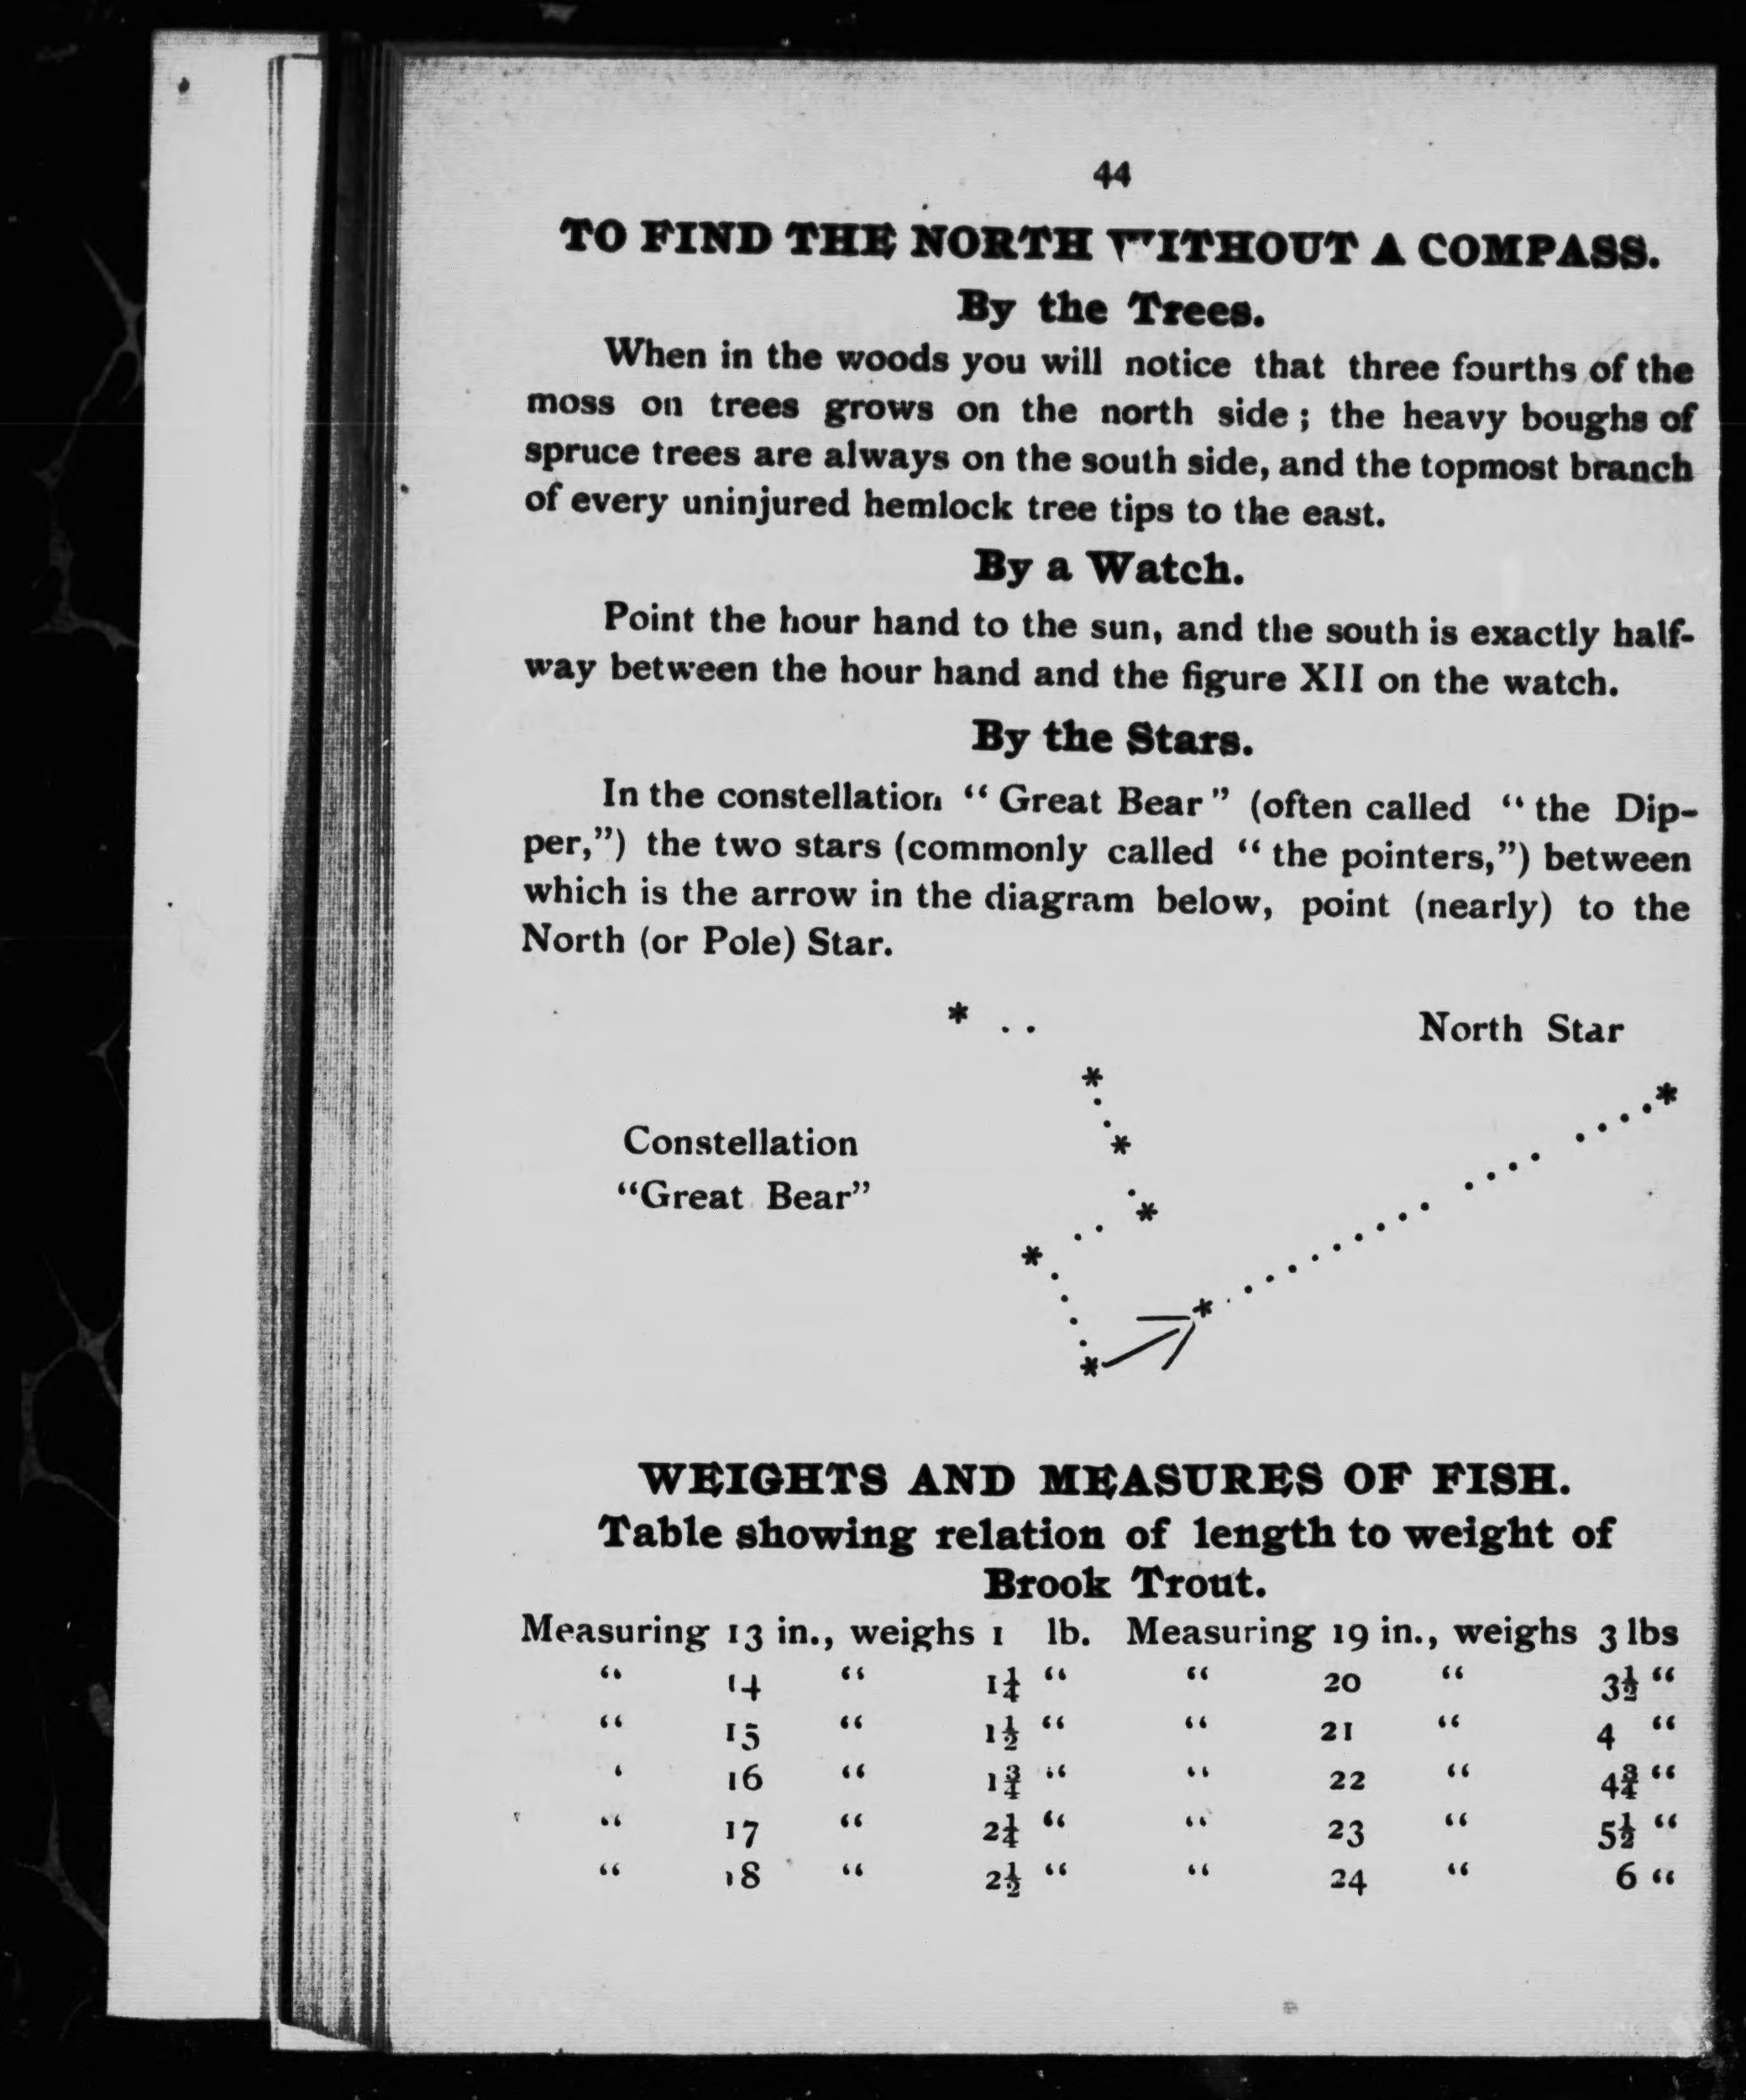 44
TO FIND THE NORTH WITHOUT A COMPASS.
By the Trees.
When in the woods you will notice that three fourths of the
moss on trees grows on the north side; the heavy boughs of
spruce trees are always on the south side, and the topmost branch
of every uninjured hemlock tree tips to the east.
By a Watch.
Point the hour hand to the sun, and the south is exactly half-
way between the hour hand and the figure XII on the watch.
By the Stars.
In the constellation “Great Bear” (often called “the Dip-
per,”) the two stars (commonly called “the pointers,”) between
which is the arrow in the diagram below, point (nearly) to the
North (or Pole) Star.
North Star
Constellation
“Great Bear”
WEIGHTS AND MEASURES OF FISH.
Table showing relation of length to weight of
Brook Trout.
Measuring 13 in., weighs 1 lb. Measuring 19 in., weighs 3 lbs
“ 14 “ 1¼ “ “ 20 “ 3½ “
“ 15 “ 1½ “ “ 21 “ 4 “
‘ 16 “ 1¾ “ “ 22 “ 4¾ “
“ 17 “ 2¼ “ “ 23 “ 5½ “
“ 18 “ 2½ “ “ 24 “ 6 “